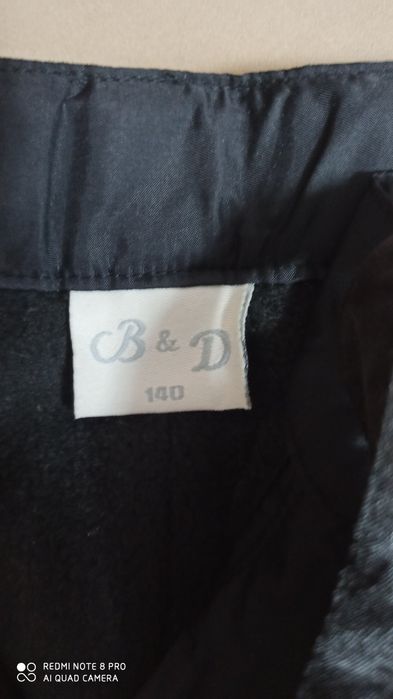 B & D
140
REDMI NOTE 8 PRO
AI QUAD CAMERA